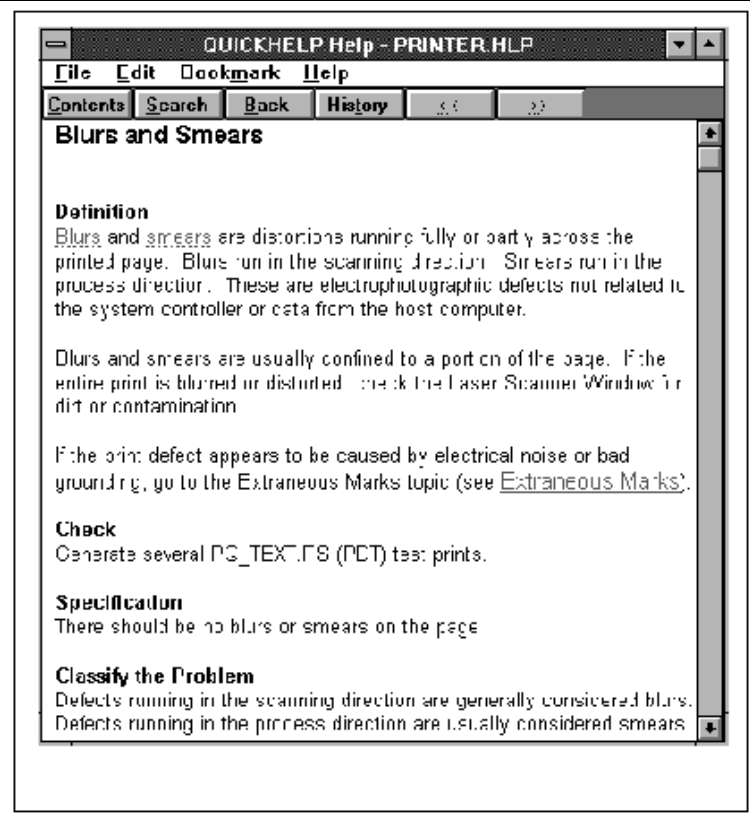 QUICKHELP Help - PRINTER.HLP
File Edit Bookmark Help
Contents Search Back History << >>
Blurs and Smears
Definition
Blurs and smears are distortions running fully or partly across the
printed page. Blurs run in the scanning direction. Smears run in the
process direction. These are electrophotographic defects not related to
the system controller or data from the host computer.
Blurs and smears are usually confined to a portion of the page. If the
entire print is blurred or distorted, check the Laser Scanner Window for
dirt or contamination.
If the print defect appears to be caused by electrical noise or bad
grounding, go to the Extraneous Marks topic (see Extraneous Marks).
Check
Generate several PG_TEXT.PS (PDT) test prints.
Specification
There should be no blurs or smears on the page.
Classify the Problem
Defects running in the scanning direction are generally considered blurs.
Defects running in the process direction are usually considered smears.